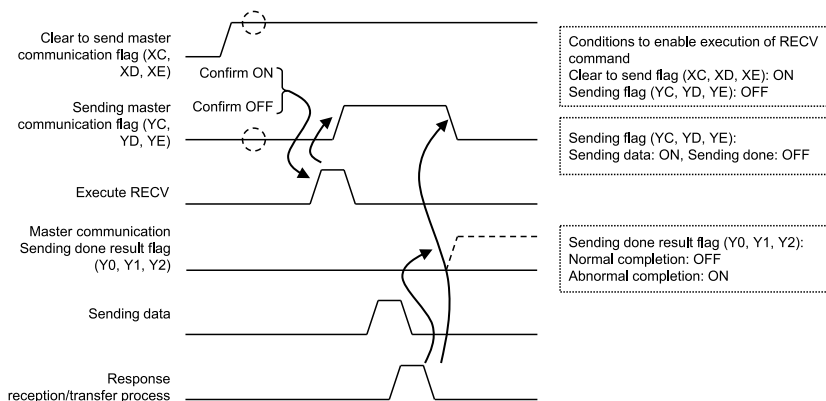 Clear to send master
communication flag (XC,
XD, XE)
Confirm ON
Confirm OFF
Sending master
communication flag (YC,
YD, YE)
Execute RECV
Master communication
Sending done result flag
(Y0, Y1, Y2)
Sending data
Response
reception/transfer process
Conditions to enable execution of RECV
command
Clear to send flag (XC, XD, XE): ON
Sending flag (YC, YD, YE): OFF
Sending flag (YC, YD, YE):
Sending data: ON, Sending done: OFF
Sending done result flag (Y0, Y1, Y2):
Normal completion: OFF
Abnormal completion: ON